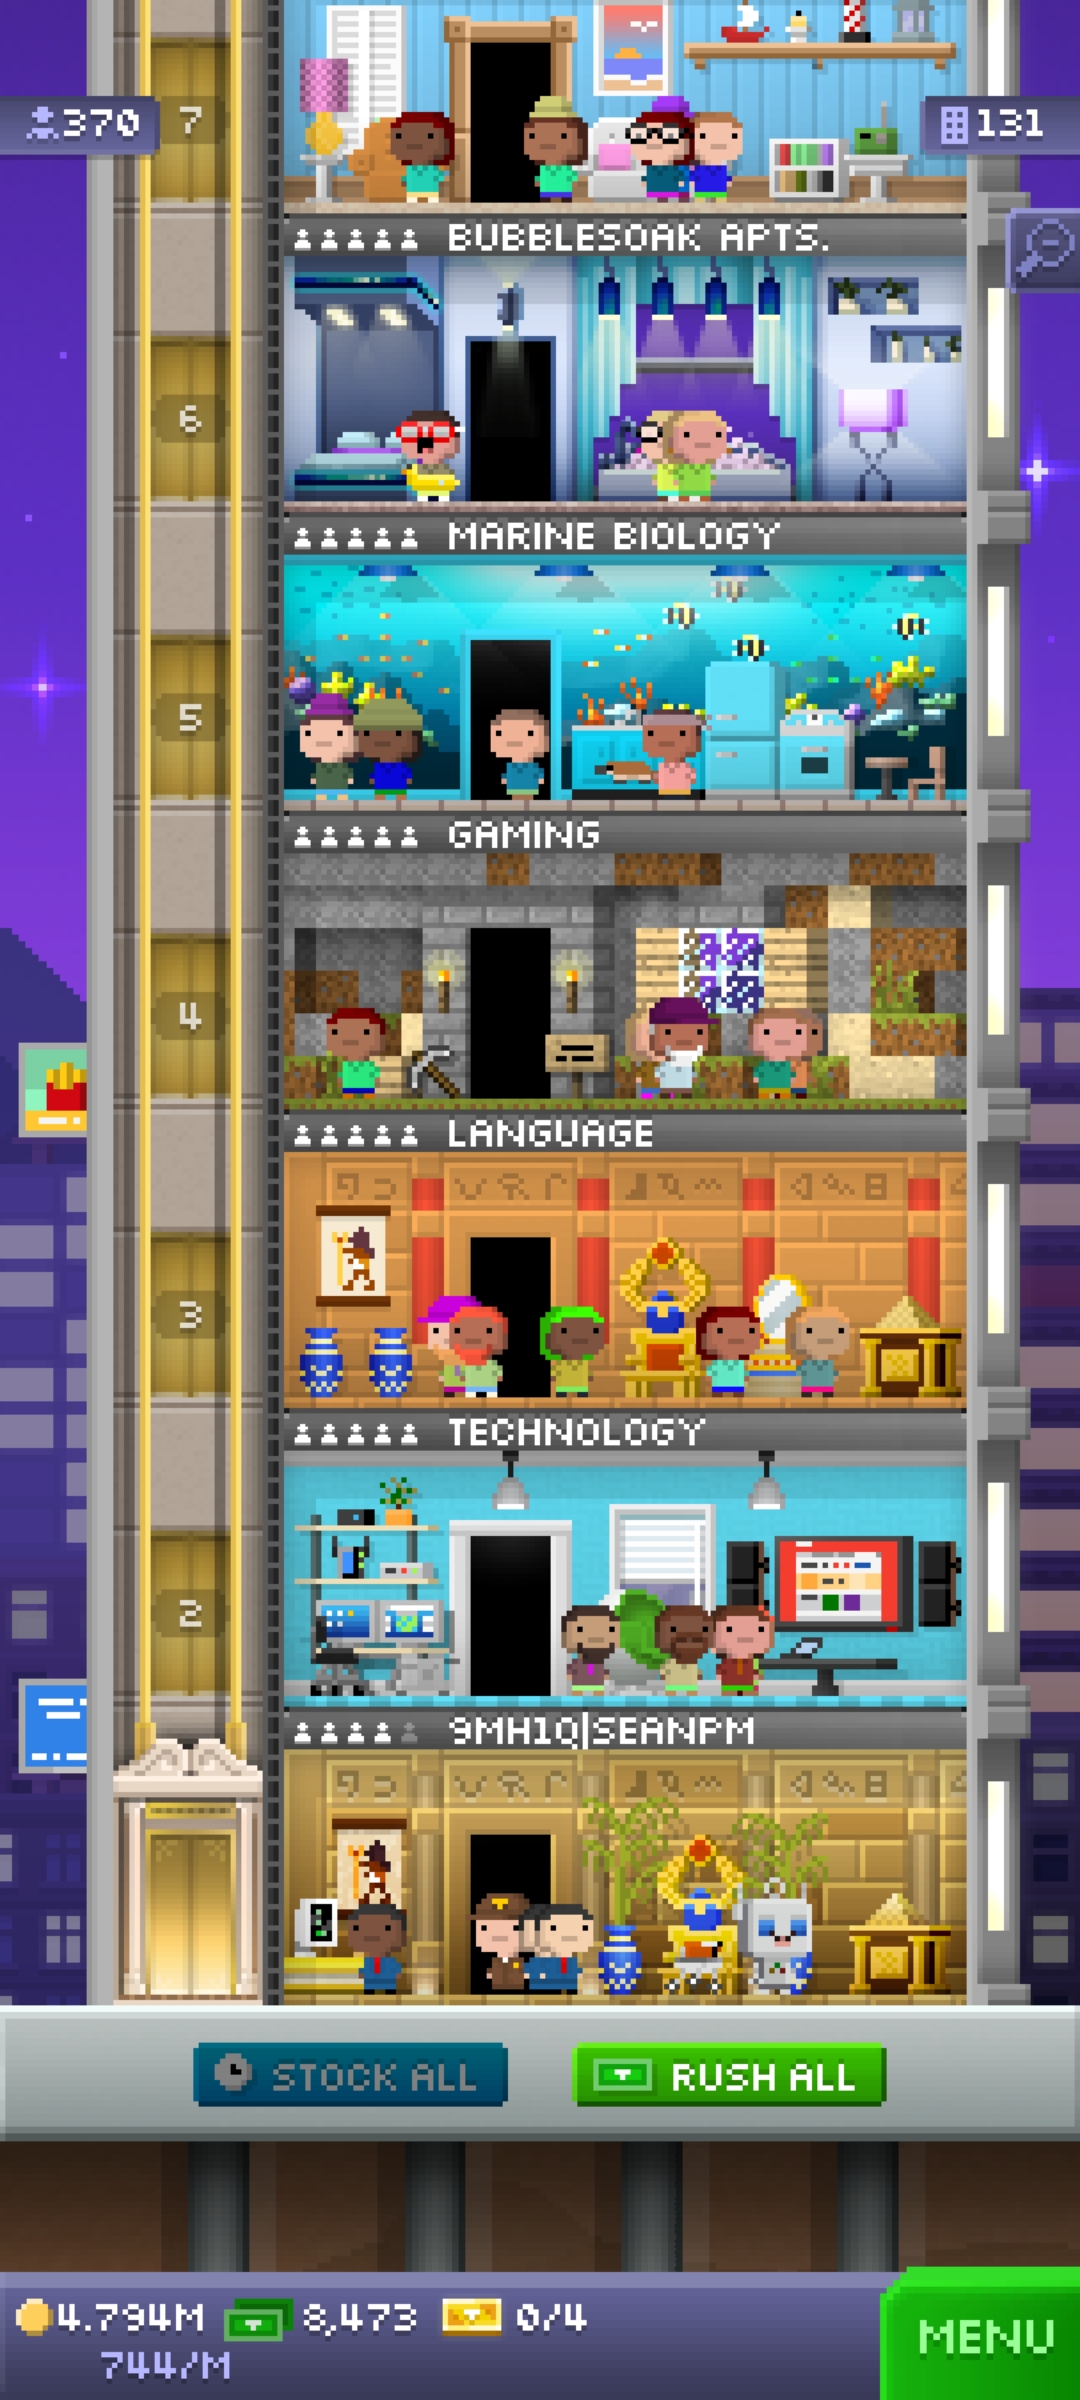 370
7
131
BUBBLESOAK APTS.
6
MARINE BIOLOGY
5
GAMING
4
LANGUAGE
3
TECHNOLOGY
2
9MH1Q|SEANPM
STOCK ALL
RUSH ALL
4.794M
8,473
0/4
744/M
MENU